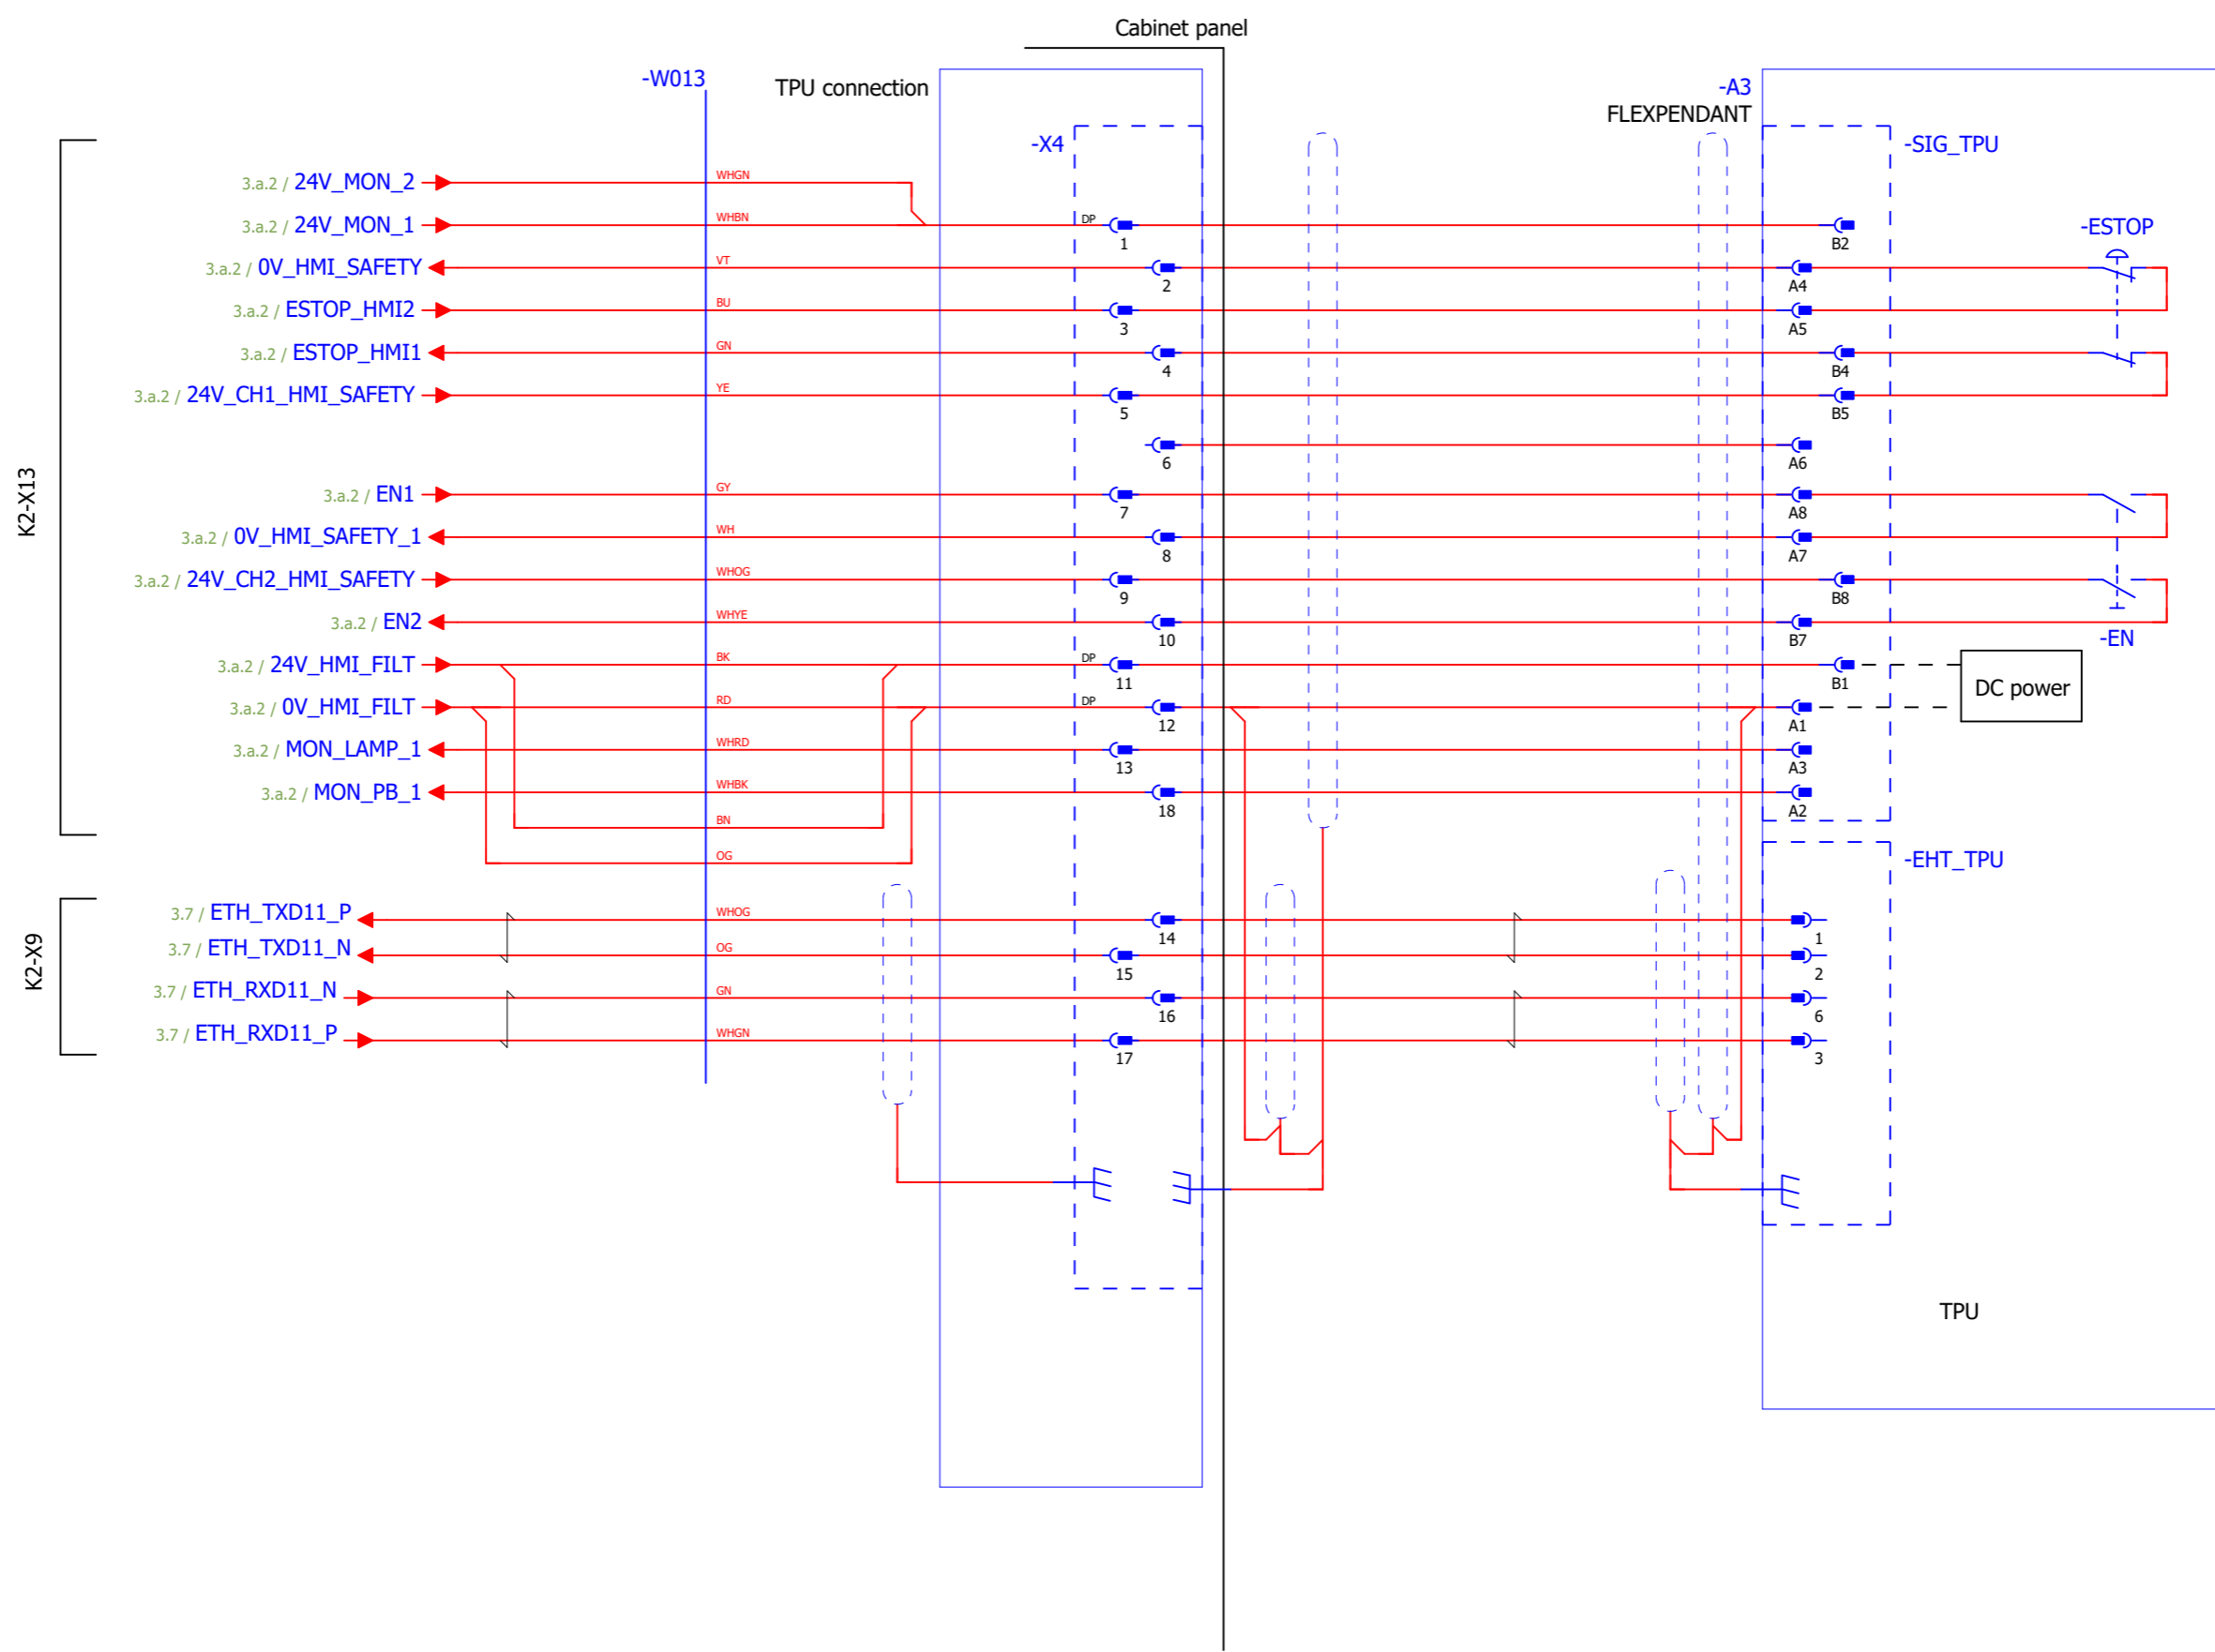 Cabinet panel
-W013
TPU connection
-A3
FLEXPENDANT
-X4
-SIG_TPU
K2-X13
3.a.2 / 24V_MON_2 WHGN
3.a.2 / 24V_MON_1 WHBN DP 1 B2
-ESTOP
3.a.2 / 0V_HMI_SAFETY VT 2 A4
3.a.2 / ESTOP_HMI2 BU 3 A5
3.a.2 / ESTOP_HMI1 GN 4 B4
3.a.2 / 24V_CH1_HMI_SAFETY YE 5 B5
6 A6
3.a.2 / EN1 GY 7 A8
3.a.2 / 0V_HMI_SAFETY_1 WH 8 A7
3.a.2 / 24V_CH2_HMI_SAFETY WHOG 9 B8
3.a.2 / EN2 WHYE 10 B7
-EN
3.a.2 / 24V_HMI_FILT BK DP 11 B1
DC power
3.a.2 / 0V_HMI_FILT RD DP 12 A1
3.a.2 / MON_LAMP_1 WHRD 13 A3
3.a.2 / MON_PB_1 WHBK 18 A2
BN
OG
-EHT_TPU
K2-X9
3.7 / ETH_TXD11_P WHOG 14 1
3.7 / ETH_TXD11_N OG 15 2
3.7 / ETH_RXD11_N GN 16 6
3.7 / ETH_RXD11_P WHGN 17 3
TPU